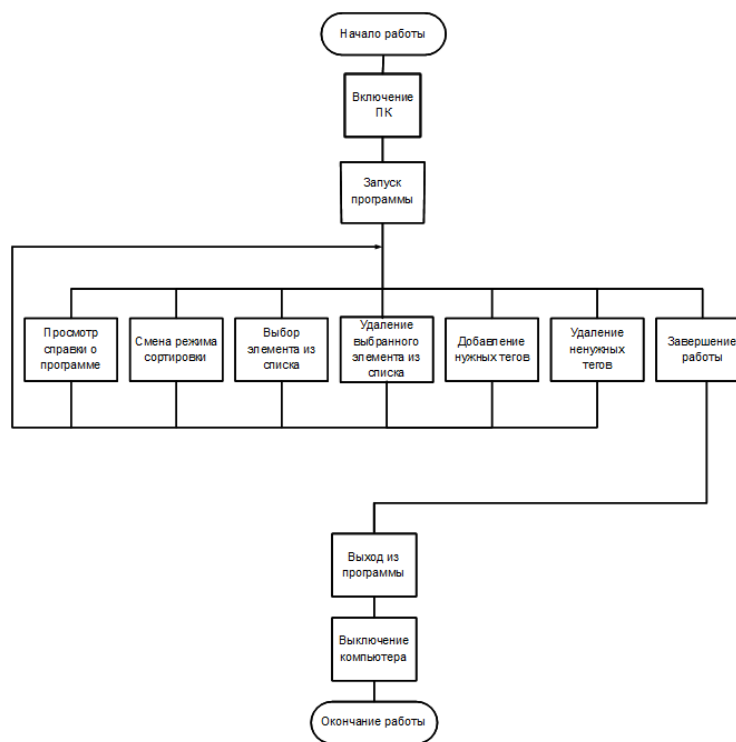 Начало работы
Включение
ПК
Запуск
программы
Просмотр
справки о
программе
Смена режима
сортировки
Выбор
элемента из
списка
Удаление
выбранного
элемента из
списка
Добавление
нужных тегов
Удаление
ненужных
тегов
Завершение
работы
Выход из
программы
Выключение
компьютера
Окончание работы